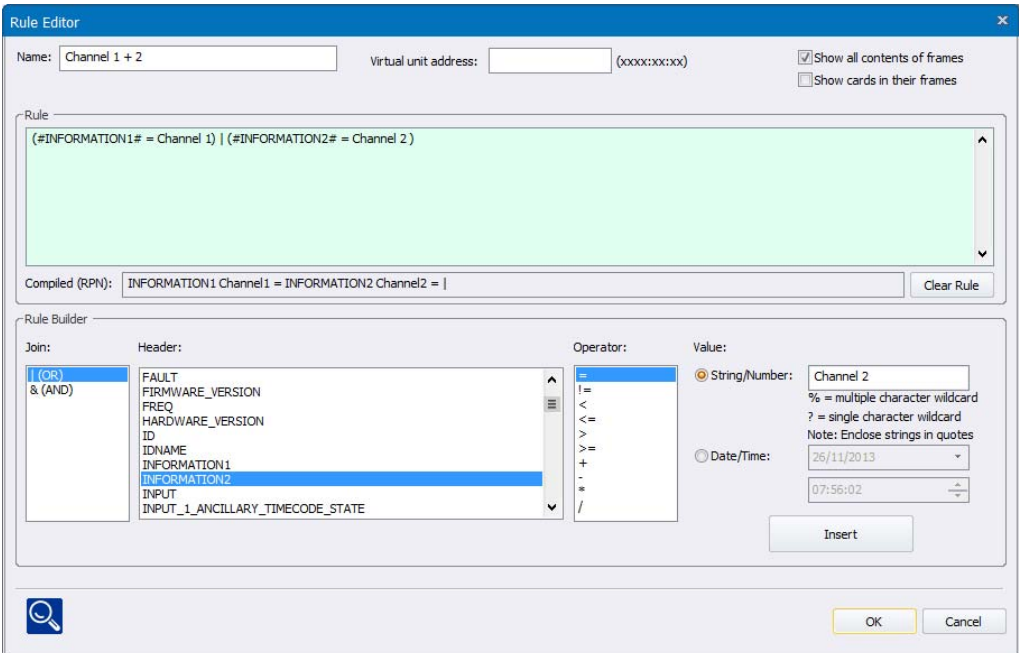 Rule Editor
Name: Channel 1 + 2 Virtual unit address: (xxxx:xx:xx) Show all contents of frames
Show cards in their frames
Rule
(#INFORMATION1# = Channel 1) | (#INFORMATION2# = Channel 2 )
Compiled (RPN): INFORMATION1 Channel1 = INFORMATION2 Channel2 = | Clear Rule
Rule Builder
Join: Header: Operator: Value:
| (OR)
& (AND)
FAULT
FIRMWARE_VERSION
FREQ
HARDWARE_VERSION
ID
IDNAME
INFORMATION1
INFORMATION2
INPUT
INPUT_1_ANCILLARY_TIMECODE_STATE
=
!=
<
<=
>
>=
+
-
*
/
String/Number: Channel 2
% = multiple character wildcard
? = single character wildcard
Note: Enclose strings in quotes
Date/Time: 26/11/2013
07:56:02
Insert
OK Cancel